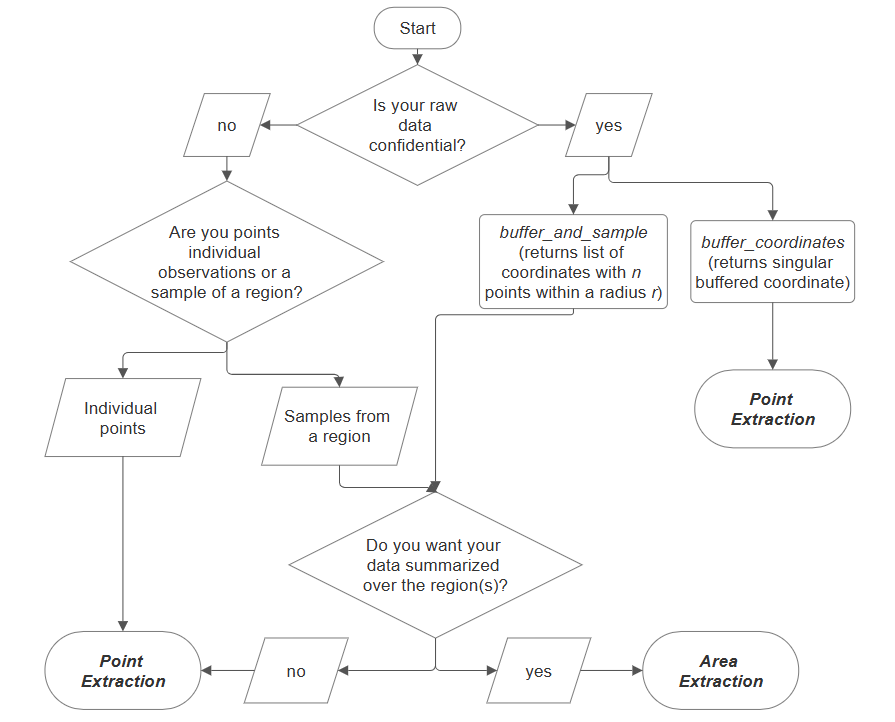 Start
Is your raw
data
confidential?
no
yes
Are you points
individual
observations or a
sample of a region?
buffer_and_sample
(returns list of
coordinates with n
points within a radius r)
buffer_coordinates
(returns singular
buffered coordinate)
Individual
points
Samples from
a region
Point
Extraction
Do you want your
data summarized
over the region(s)?
Point
Extraction
no
yes
Area
Extraction